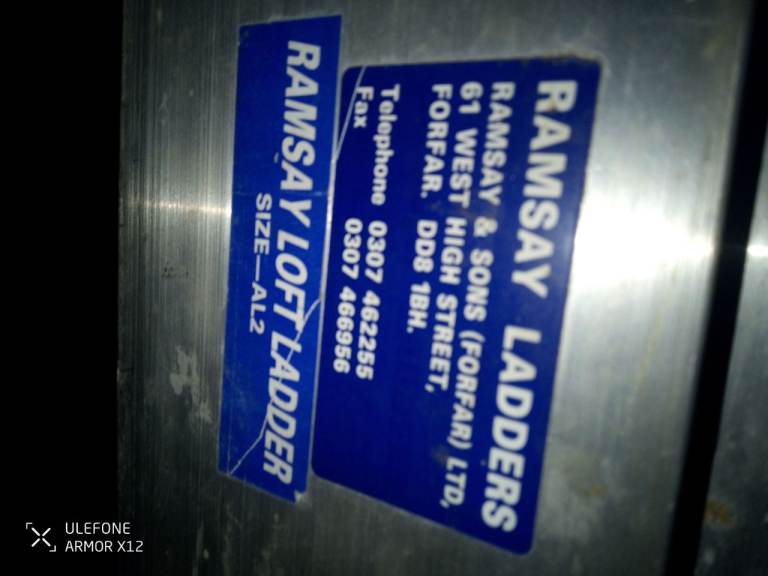 RAMSAY LADDERS
RAMSAY & SONS (FORFAR) LTD,
61 WEST HIGH STREET,
FORFAR. DD8 1BH.
Telephone 0307 462255
Fax 0307 466956
RAMSAY LOFT LADDER
SIZE—AL2
ULEFONE
ARMOR X12